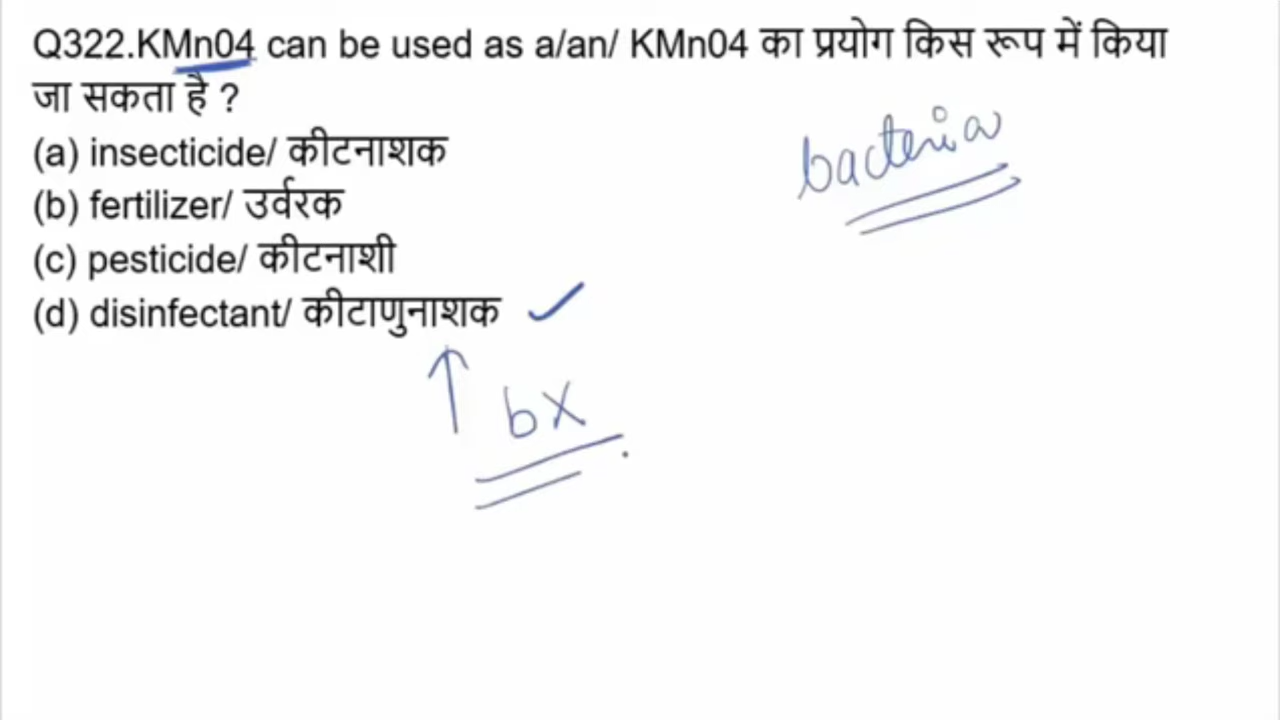 Q322.KMn04 can be used as a/an/ KMn04 का प्रयोग किस रूप में किया
जा सकता है ?
(a) insecticide/ कीटनाशक
(b) fertilizer/ उर्वरक
(c) pesticide/ कीटनाशी
(d) disinfectant/ कीटाणुनाशक
bacteria
bX